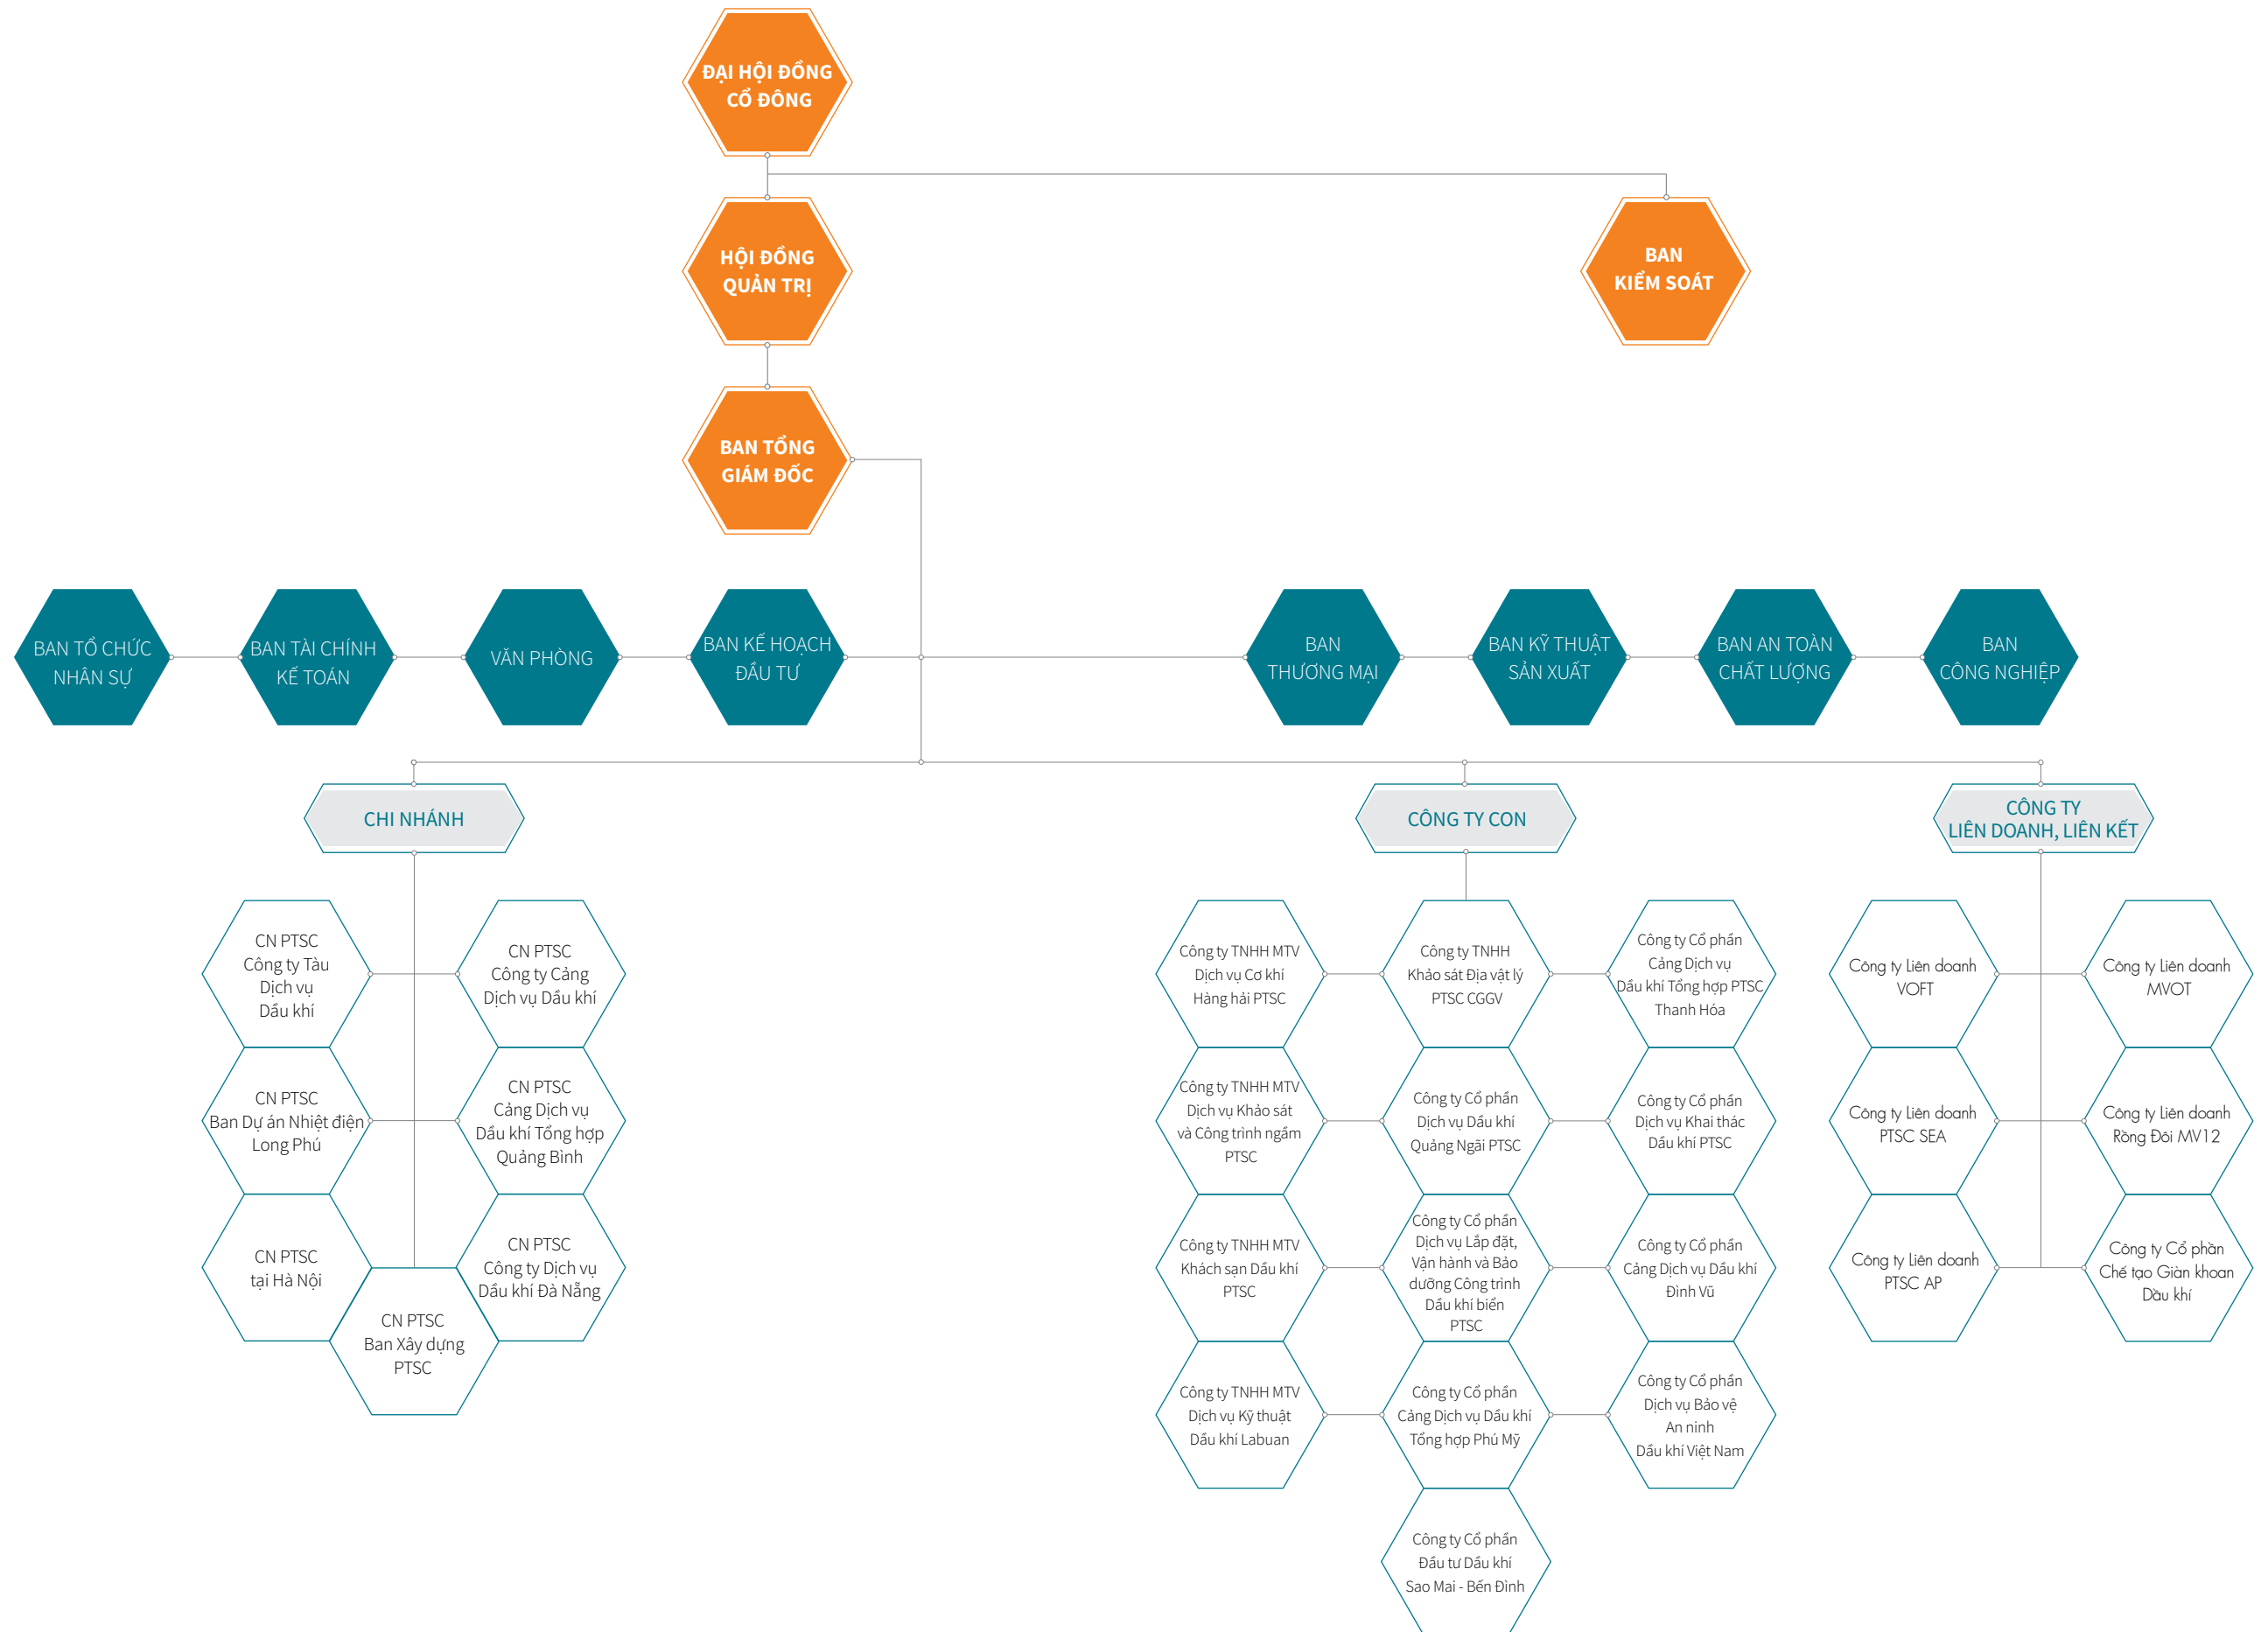 ĐẠI HỘI ĐỒNG
CỔ ĐÔNG
HỘI ĐỒNG
QUẢN TRỊ
BAN
KIỂM SOÁT
BAN TỔNG
GIÁM ĐỐC
BAN TỔ CHỨC
NHÂN SỰ
BAN TÀI CHÍNH
KẾ TOÁN
VĂN PHÒNG
BAN KẾ HOẠCH
ĐẦU TƯ
BAN
THƯƠNG MẠI
BAN KỸ THUẬT
SẢN XUẤT
BAN AN TOÀN
CHẤT LƯỢNG
BAN
CÔNG NGHIỆP
CHI NHÁNH
CÔNG TY CON
CÔNG TY
LIÊN DOANH, LIÊN KẾT
CN PTSC
Công ty Tàu
Dịch vụ
Dầu khí
CN PTSC
Công ty Cảng
Dịch vụ Dầu khí
CN PTSC
Ban Dự án Nhiệt điện
Long Phú
CN PTSC
Cảng Dịch vụ
Dầu khí Tổng hợp
Quảng Bình
CN PTSC
tại Hà Nội
CN PTSC
Công ty Dịch vụ
Dầu khí Đà Nẵng
CN PTSC
Ban Xây dựng
PTSC
Công ty TNHH MTV
Dịch vụ Cơ khí
Hàng hải PTSC
Công ty TNHH
Khảo sát Địa vật lý
PTSC CGGV
Công ty Cổ phần
Cảng Dịch vụ
Dầu khí Tổng hợp PTSC
Thanh Hóa
Công ty TNHH MTV
Dịch vụ Khảo sát
và Công trình ngầm
PTSC
Công ty Cổ phần
Dịch vụ Dầu khí
Quảng Ngãi PTSC
Công ty Cổ phần
Dịch vụ Khai thác
Dầu khí PTSC
Công ty TNHH MTV
Khách sạn Dầu khí
PTSC
Công ty Cổ phần
Dịch vụ Lắp đặt,
Vận hành và Bảo
dưỡng Công trình
Dầu khí biển
PTSC
Công ty Cổ phần
Cảng Dịch vụ Dầu khí
Đình Vũ
Công ty TNHH MTV
Dịch vụ Kỹ thuật
Dầu khí Labuan
Công ty Cổ phần
Cảng Dịch vụ Dầu khí
Tổng hợp Phú Mỹ
Công ty Cổ phần
Dịch vụ Bảo vệ
An ninh
Dầu khí Việt Nam
Công ty Cổ phần
Đầu tư Dầu khí
Sao Mai - Bến Đình
Công ty Liên doanh
VOFT
Công ty Liên doanh
MVOT
Công ty Liên doanh
PTSC SEA
Công ty Liên doanh
Rồng Đôi MV12
Công ty Liên doanh
PTSC AP
Công ty Cổ phần
Chế tạo Giàn khoan
Dầu khí